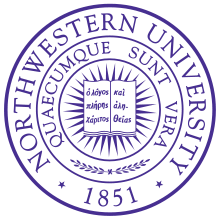 NORTHWESTERN UNIVERSITY
QUAECUMQUE SUNT VERA
ὁ λόγος καὶ
πλήρης ἀλη-
χάριτος θείας
1851